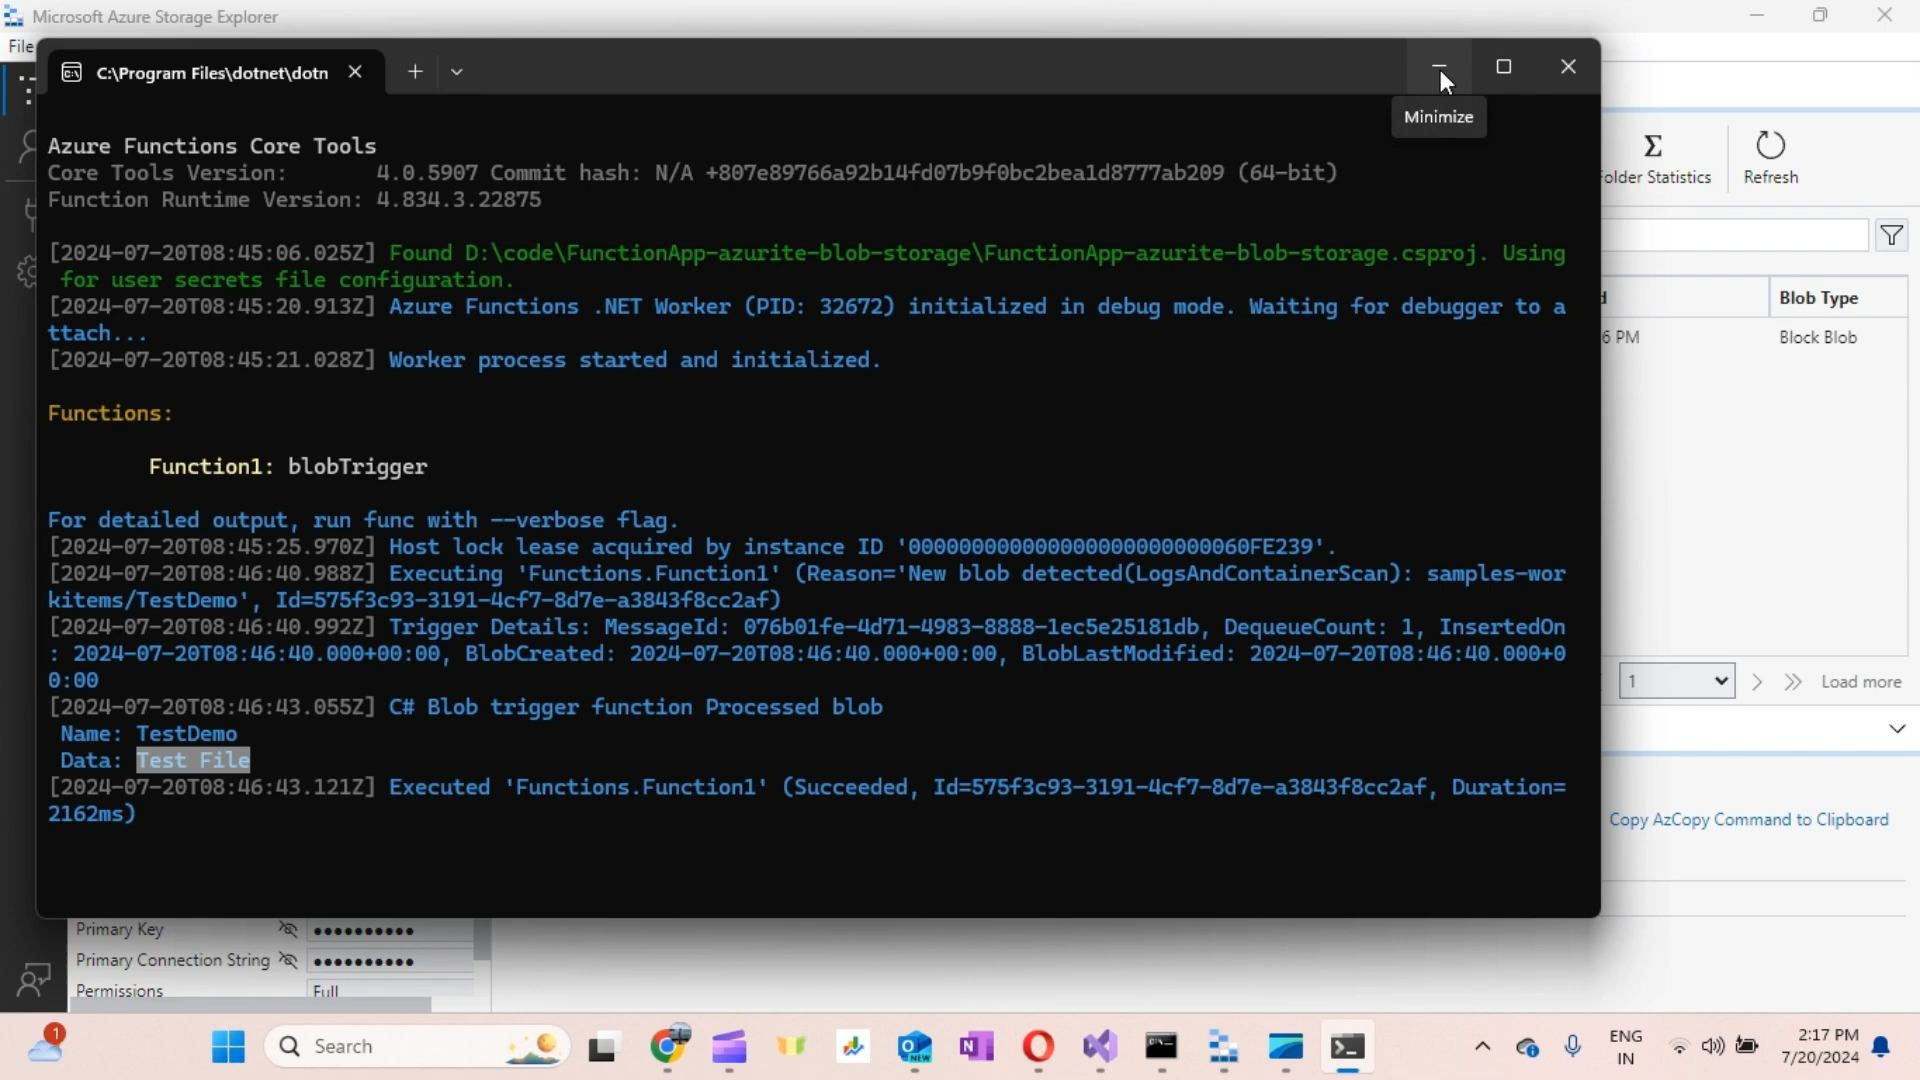 Microsoft Azure Storage Explorer
File
C:\Program Files\dotnet\dotn
Minimize
Azure Functions Core Tools
Core Tools Version: 4.0.5907 Commit hash: N/A +807e89766a92b14fd07b9f0bc2bea1d8777ab209 (64-bit)
Function Runtime Version: 4.834.3.22875
[2024-07-20T08:45:06.025Z] Found D:\code\FunctionApp-azurite-blob-storage\FunctionApp-azurite-blob-storage.csproj. Using
for user secrets file configuration.
[2024-07-20T08:45:20.913Z] Azure Functions .NET Worker (PID: 32672) initialized in debug mode. Waiting for debugger to a
ttach...
[2024-07-20T08:45:21.028Z] Worker process started and initialized.
Functions:
Function1: blobTrigger
For detailed output, run func with --verbose flag.
[2024-07-20T08:45:25.970Z] Host lock lease acquired by instance ID '000000000000000000000000060FE239'.
[2024-07-20T08:46:40.988Z] Executing 'Functions.Function1' (Reason='New blob detected(LogsAndContainerScan): samples-wor
kitems/TestDemo', Id=575f3c93-3191-4cf7-8d7e-a3843f8cc2af)
[2024-07-20T08:46:40.992Z] Trigger Details: MessageId: 076b01fe-4d71-4983-8888-1ec5e25181db, DequeueCount: 1, InsertedOn
: 2024-07-20T08:46:40.000+00:00, BlobCreated: 2024-07-20T08:46:40.000+00:00, BlobLastModified: 2024-07-20T08:46:40.000+0
0:00
[2024-07-20T08:46:43.055Z] C# Blob trigger function Processed blob
Name: TestDemo
Data: Test File
[2024-07-20T08:46:43.121Z] Executed 'Functions.Function1' (Succeeded, Id=575f3c93-3191-4cf7-8d7e-a3843f8cc2af, Duration=
2162ms)
older Statistics
Refresh
d
Blob Type
6 PM
Block Blob
1
Load more
Copy AzCopy Command to Clipboard
Primary Key ••••••••••
Primary Connection String ••••••••••
Permissions Full
1
Search
NEW
ENG
IN
2:17 PM
7/20/2024